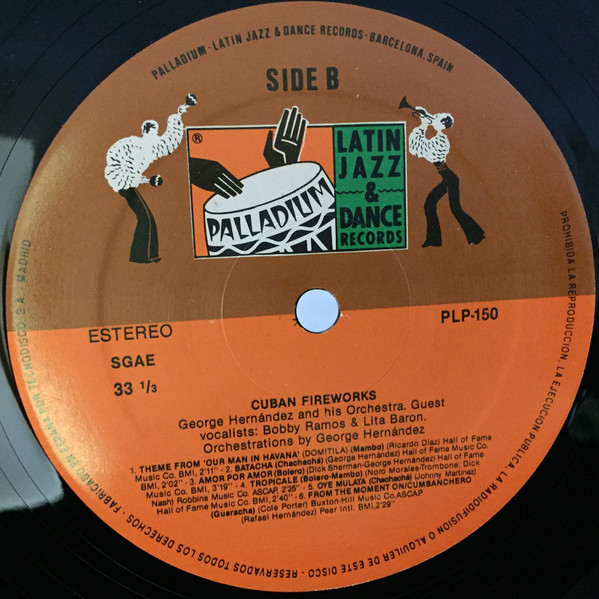 PALLADIUM - LATIN JAZZ & DANCE RECORDS - BARCELONA, SPAIN
SIDE B
®
PALLADIUM
LATIN
JAZZ
&
DANCE
RECORDS
ESTEREO
SGAE
33 1/3
PLP-150
CUBAN FIREWORKS
George Hernández and his Orchestra. Guest
vocalists: Bobby Ramos & Lita Baron.
Orchestrations by George Hernández
1. THEME FROM 'OUR MAN IN HAVANA' (DOMITILA) (Mambo) (Ricardo Díaz) Hall of Fame
Music Co. BMI, 2'11" - 2. BATACHA (Chachachá) (George Hernández) Hall of Fame Music Co.
BMI, 2'02" - 3. AMOR POR AMOR (Bolero) (Dick Sherman-George Hernández) Hall of Fame
Music Co. BMI, 3'19" - 4. TROPICALE (Bolero-Mambo) (Noro Morales-Trombone: Dick
Nash) Robbins Music Co. ASCAP, 2'25" - 5. OYE MULATA (Chachachá) (Johnny Martinez)
Hall of Fame Music Co. BMI, 2'40" - 6. FROM THE MOMENT ON/CUMBANCHERO
(Guaracha) (Cole Porter) Buxton-Hill Music Co. ASCAP
(Rafael Hernández) Peer Intl. BMI, 2'29"
PROHIBIDA LA REPRODUCCION, LA EJECUCION PUBLICA, LA RADIODIFUSION O ALQUILER DE ESTE DISCO - RESERVADOS TODOS LOS DERECHOS - FABRICADO EN ESPAÑA POR TECNODISCO, S.A. MADRID